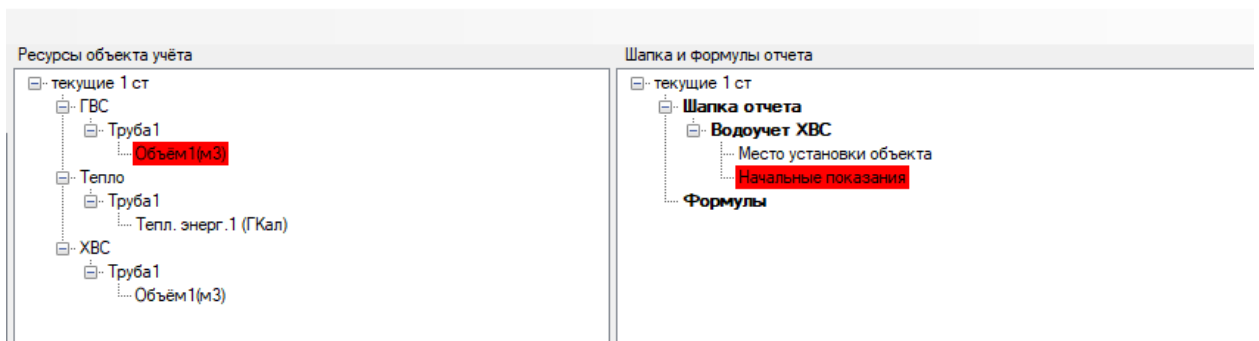 Ресурсы объекта учёта
текущие 1 ст
ГВС
Труба1
Объём1(м3)
Тепло
Труба1
Тепл. энерг.1 (ГКал)
ХВС
Труба1
Объём1(м3)
Шапка и формулы отчета
текущие 1 ст
Шапка отчета
Водоучет ХВС
Место установки объекта
Начальные показания
Формулы